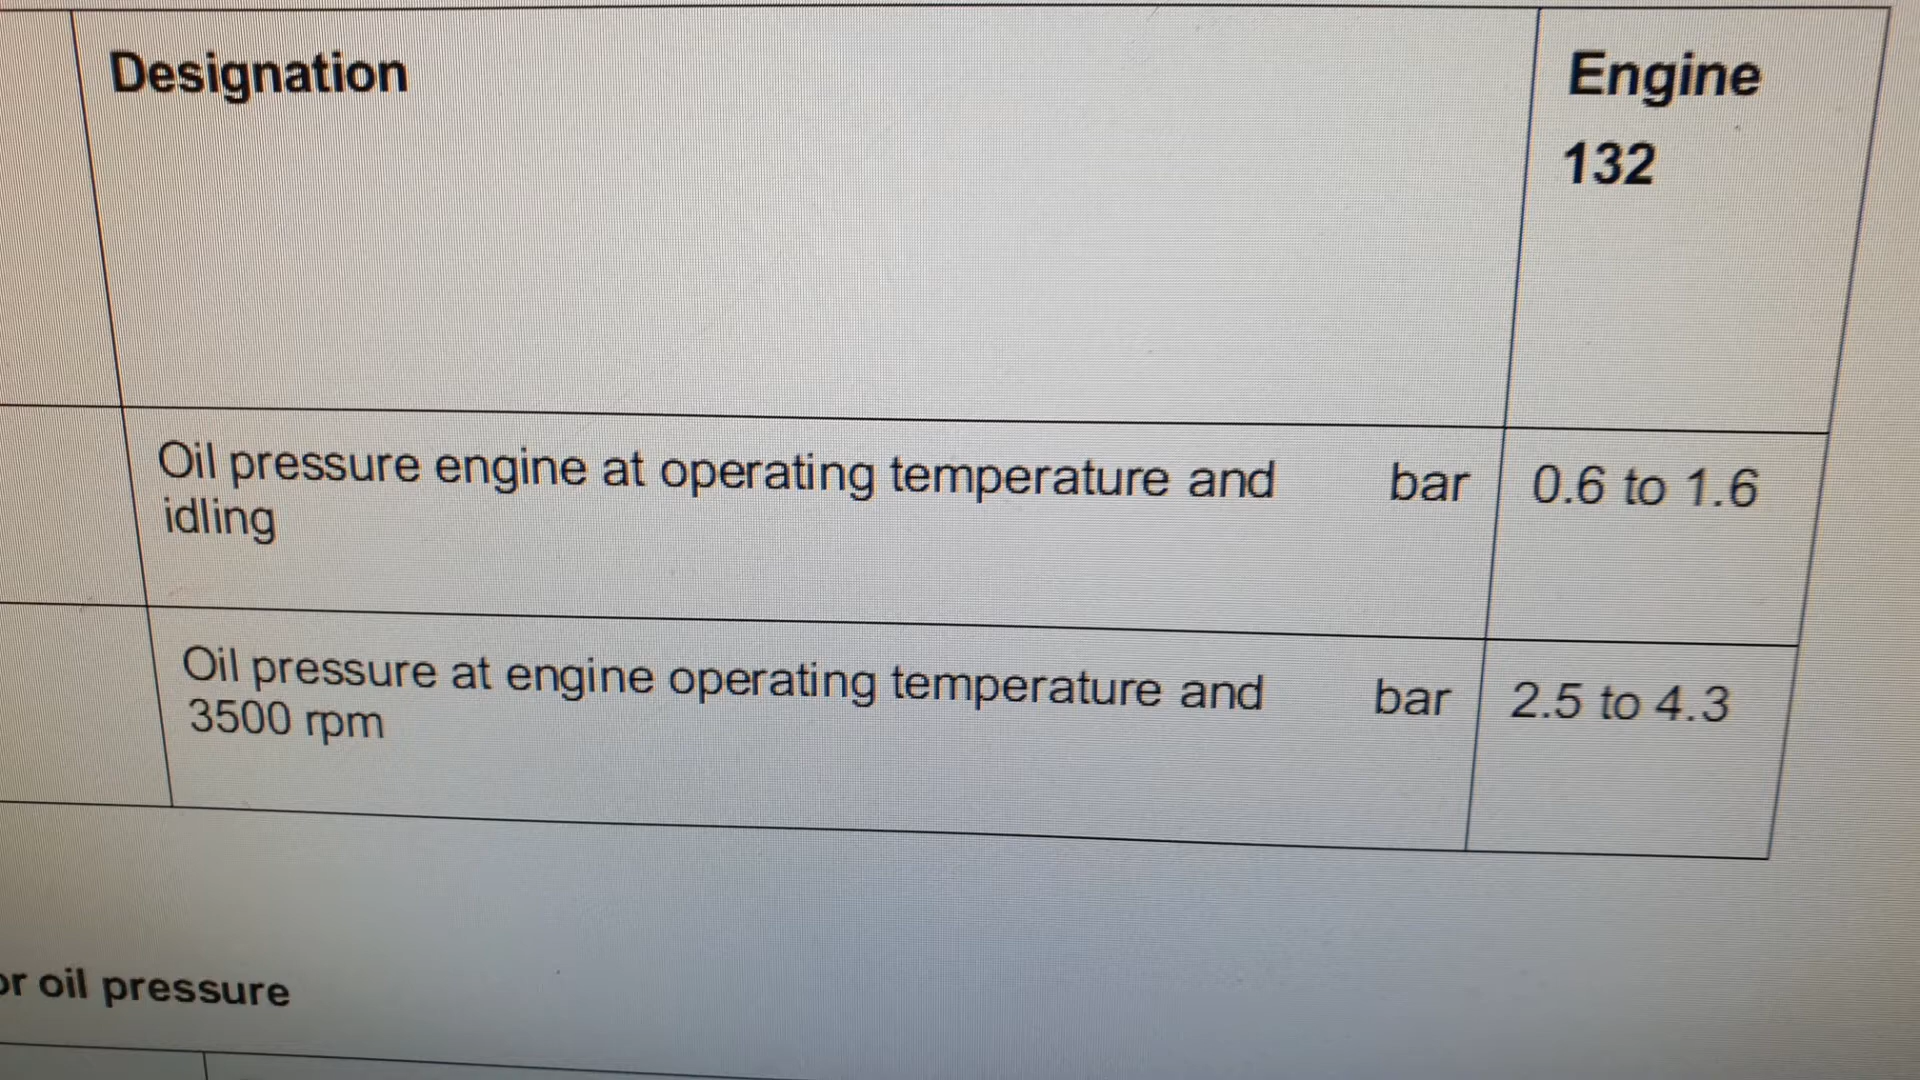 Designation
Engine
132
Oil pressure engine at operating temperature and bar 0.6 to 1.6
idling
Oil pressure at engine operating temperature and bar 2.5 to 4.3
3500 rpm
or oil pressure